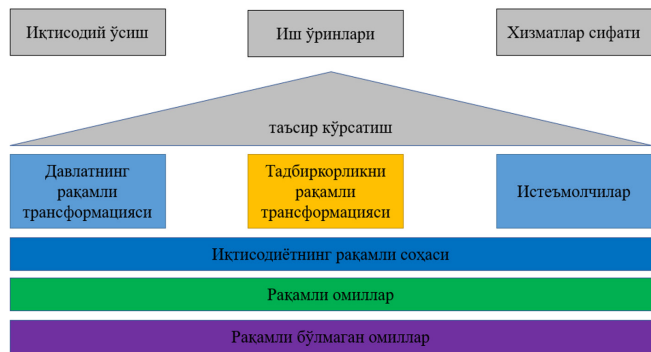 Иқтисодий ўсиш
Иш ўринлари
Хизматлар сифати
таъсир кўрсатиш
Давлатнинг
рақамли
трансформацияси
Тадбиркорликни
рақамли
трансформацияси
Истеъмолчилар
Иқтисодиётнинг рақамли соҳаси
Рақамли омиллар
Рақамли бўлмаган омиллар